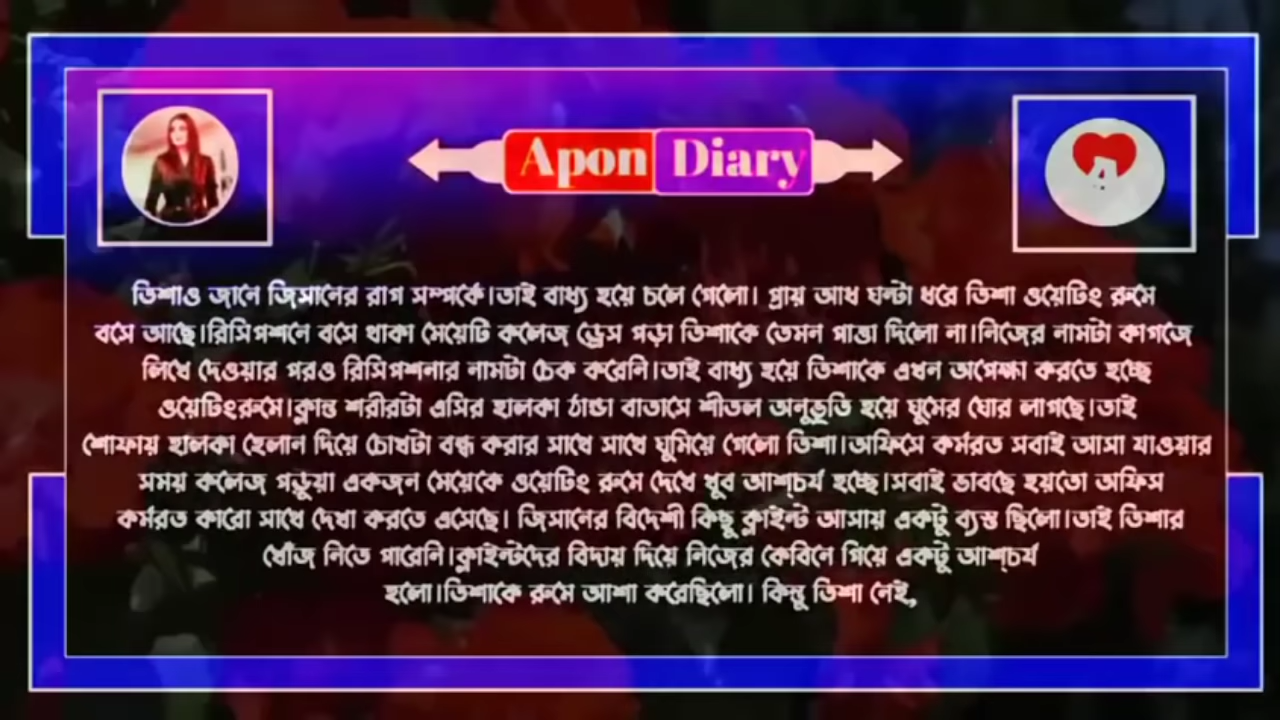 Apon Diary
A
তিশাও জানে জিসানের রাগ সম্পর্কে।তাই বাধ্য হয়ে চলে গেলো। প্রায় আধ ঘন্টা ধরে তিশা ওয়েটিং রুমে
বসে আছে।রিসিপশনে বসে থাকা মেয়েটি কলেজ ড্রেস পড়া তিশাকে তেমন পাত্তা দিলো না।নিজের নামটা কাগজে
লিখে দেওয়ার পরও রিসিপশনার নামটা চেক করেনি।তাই বাধ্য হয়ে তিশাকে এখন অপেক্ষা করতে হচ্ছে
ওয়েটিংরুমে।ক্লান্ত শরীরটা এসির হালকা ঠান্ডা বাতাসে শীতল অনুভূতি হয়ে ঘুমের ঘোর লাগছে।তাই
শোফায় হালকা হেলান দিয়ে চোখটা বন্ধ করার সাথে সাথে ঘুমিয়ে গেলো তিশা।অফিসে কর্মরত সবাই আসা যাওয়ার
সময় কলেজ পড়ুয়া একজন মেয়েকে ওয়েটিং রুমে দেখে খুব আশ্চর্য হচ্ছে।সবাই ভাবছে হয়তো অফিস
কর্মরত কারো সাথে দেখা করতে এসেছে। জিসানের বিদেশী কিছু ক্লাইন্ট আসায় একটু ব্যস্ত ছিলো।তাই তিশার
খোঁজ নিতে পারেনি।ক্লাইন্টদের বিদায় দিয়ে নিজের কেবিনে গিয়ে একটু আশ্চর্য
হলো।তিশাকে রুমে আশা করেছিলো। কিন্তু তিশা নেই,